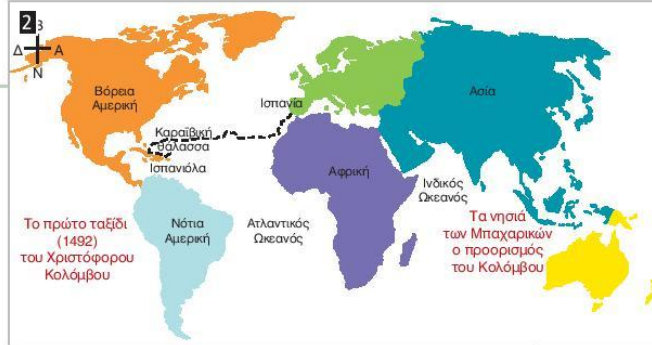 2
Β
Δ Α
Ν
Βόρεια
Αμερική
Ισπανία
Ασία
Καραϊβική
θάλασσα
Ισπανιόλα
Αφρική
Ινδικός
Ωκεανός
Το πρώτο ταξίδι
(1492)
του Χριστόφορου
Κολόμβου
Νότια
Αμερική
Ατλαντικός
Ωκεανός
Τα νησιά
των Μπαχαρικών
ο προορισμός
του Κολόμβου